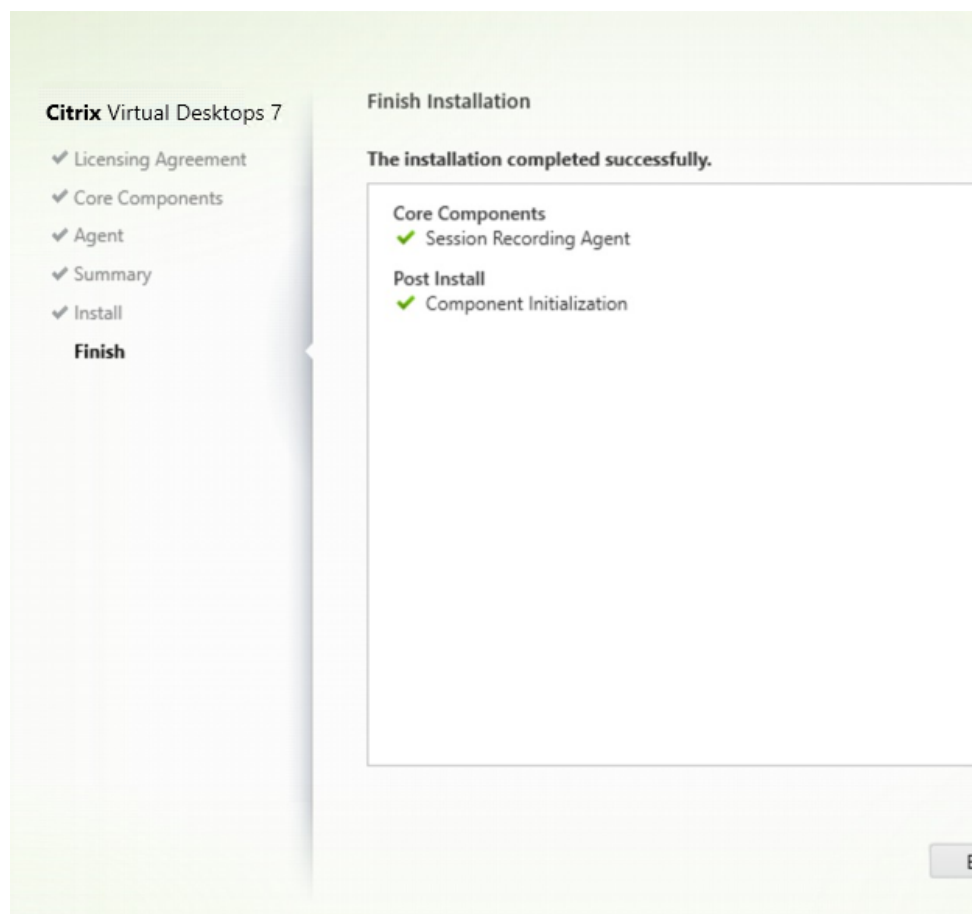 Citrix Virtual Desktops 7
Licensing Agreement
Core Components
Agent
Summary
Install
Finish
Finish Installation
The installation completed successfully.
Core Components
Session Recording Agent
Post Install
Component Initialization